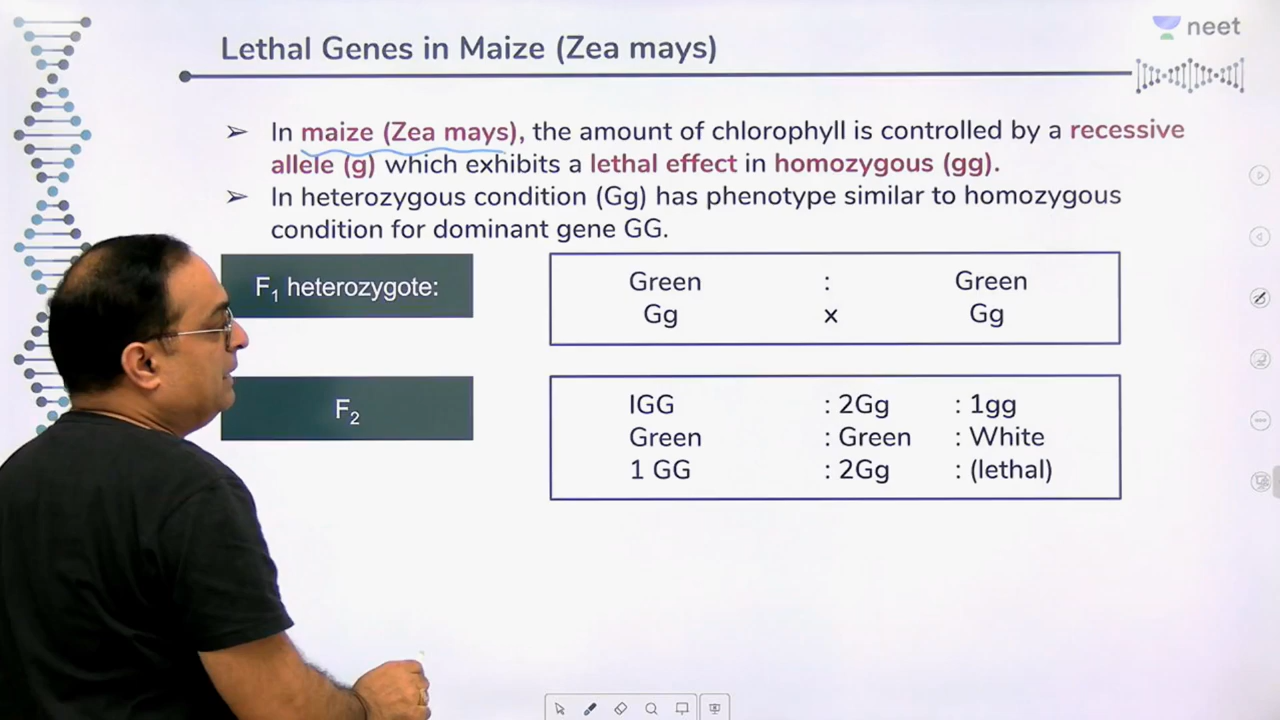 Lethal Genes in Maize (Zea mays)
neet
➢ In maize (Zea mays), the amount of chlorophyll is controlled by a recessive
allele (g) which exhibits a lethal effect in homozygous (gg).
➢ In heterozygous condition (Gg) has phenotype similar to homozygous
condition for dominant gene GG.
F₁ heterozygote:
Green : Green
Gg x Gg
F₂
IGG : 2Gg : 1gg
Green : Green : White
1 GG : 2Gg : (lethal)